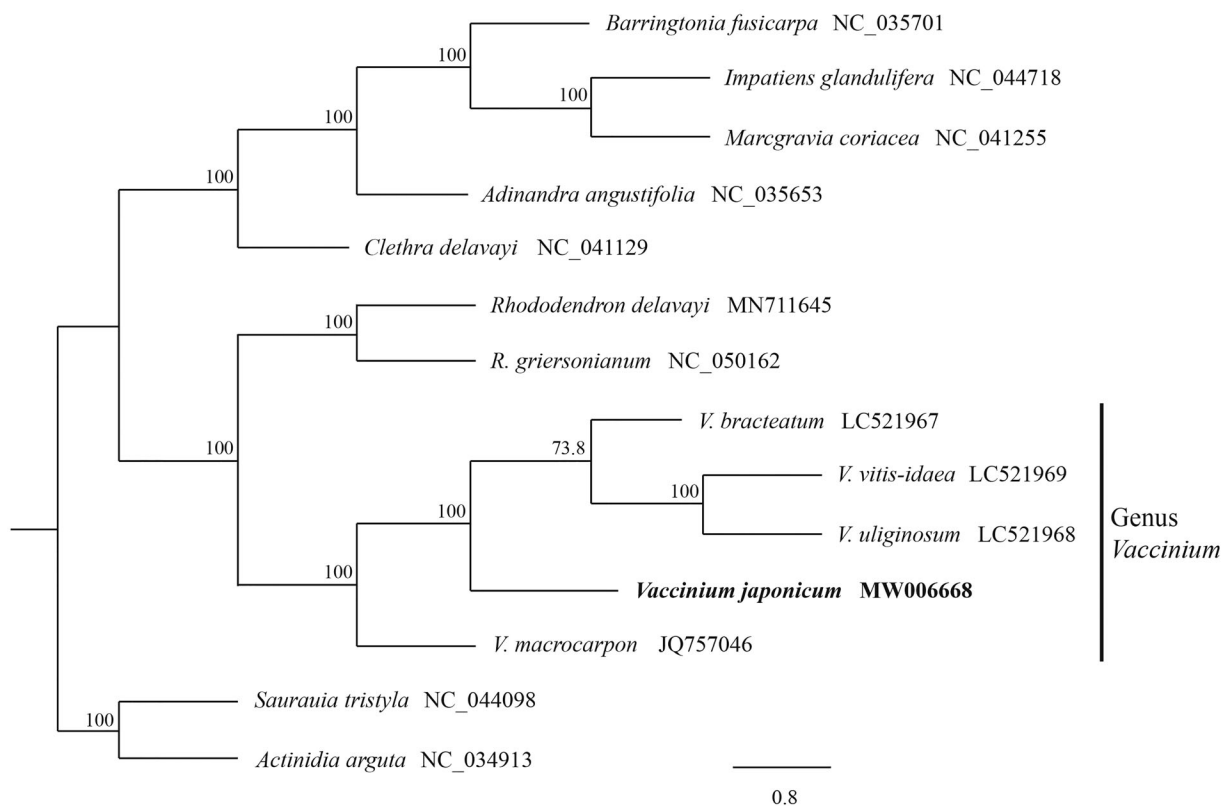 Barringtonia fusicarpa NC_035701
100
Impatiens glandulifera NC_044718
100
100
Marcgravia coriacea NC_041255
100
Adinandra angustifolia NC_035653
Clethra delavayi NC_041129
Rhododendron delavayi MN711645
100
R. griersonianum NC_050162
V. bracteatum LC521967
100
73.8
V. vitis-idaea LC521969
100
100
Genus
Vaccinium
V. uliginosum LC521968
100
Vaccinium japonicum MW006668
V. macrocarpon JQ757046
Saurauia tristyla NC_044098
100
Actinidia arguta NC_034913
0.8